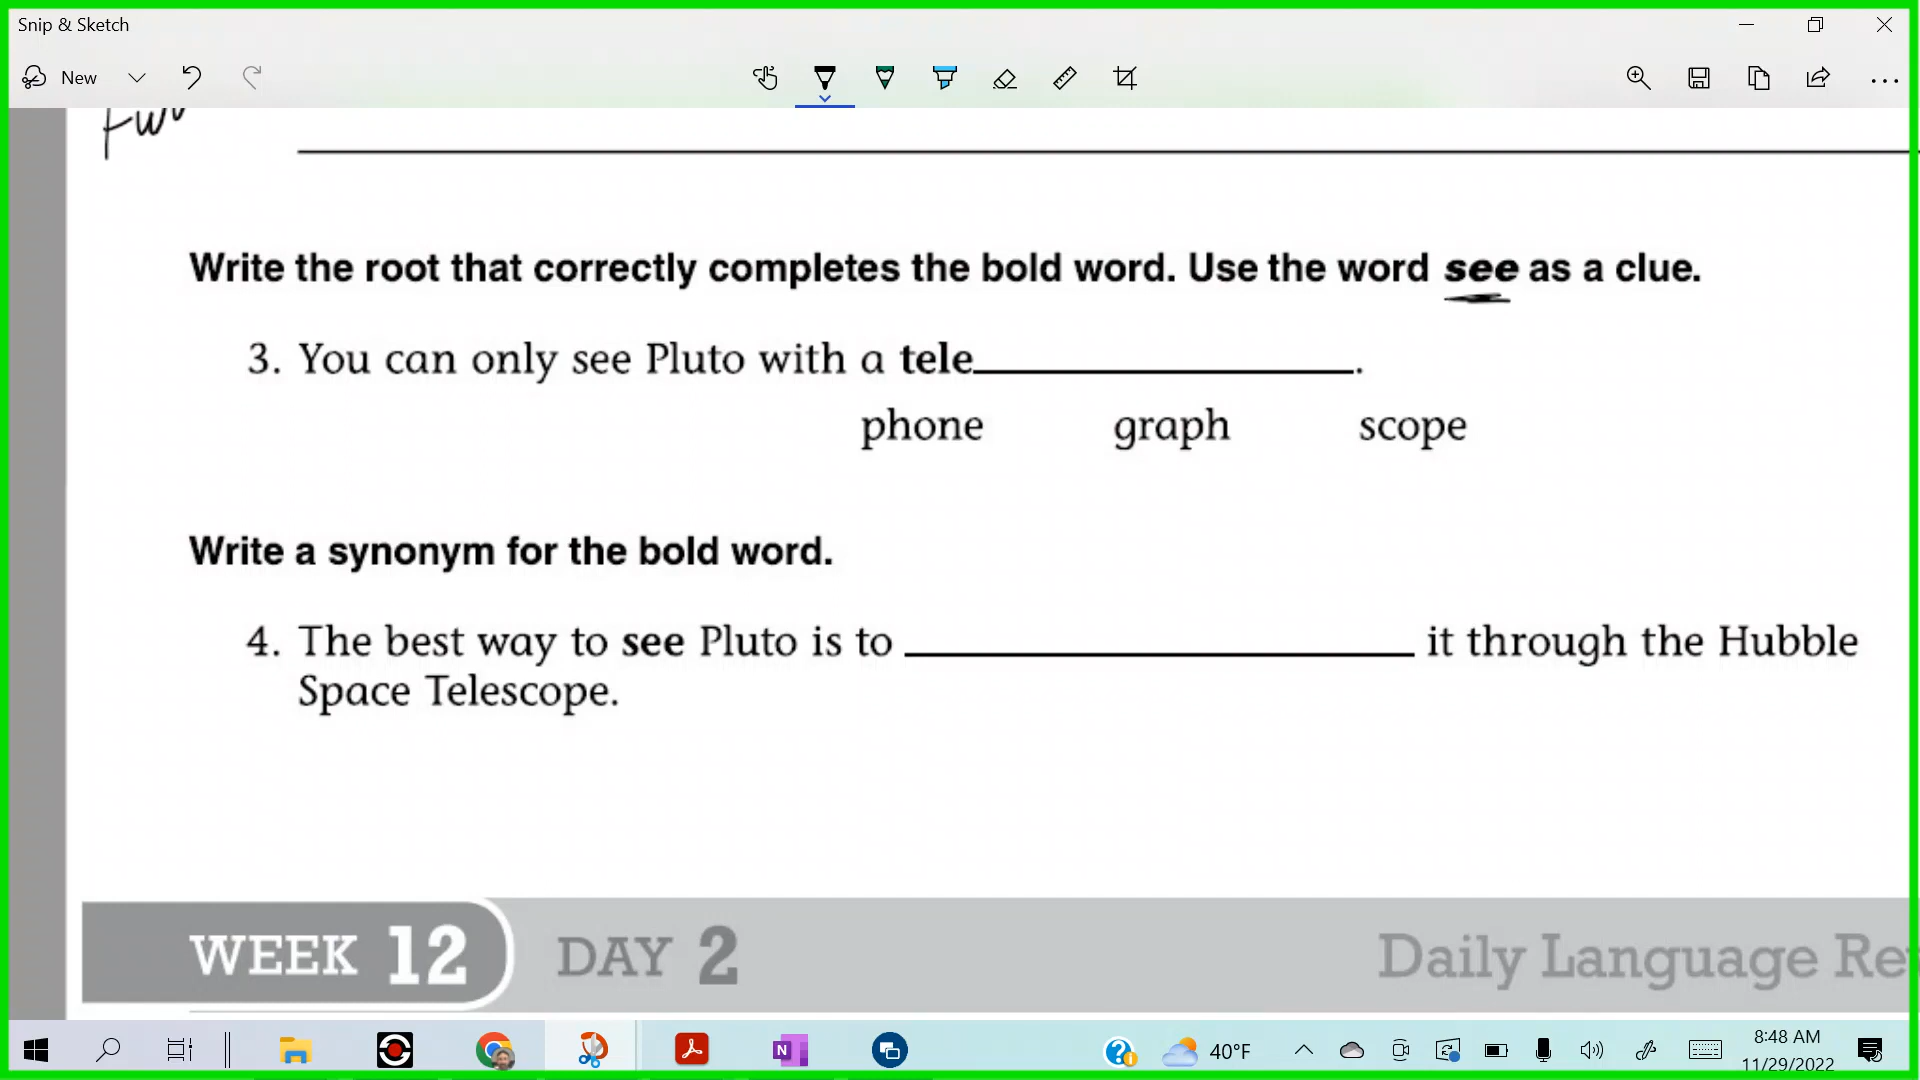 Snip & Sketch
New
Write the root that correctly completes the bold word. Use the word see as a clue.
3. You can only see Pluto with a tele____________.
phone graph scope
Write a synonym for the bold word.
4. The best way to see Pluto is to ________________ it through the Hubble
Space Telescope.
WEEK 12 DAY 2 Daily Language Re
40°F
8:48 AM
11/29/2022